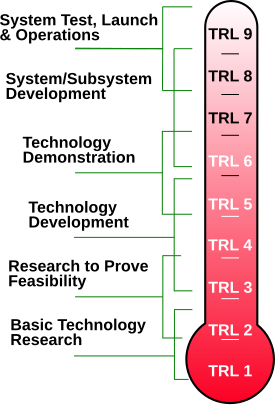 System Test, Launch
& Operations
System/Subsystem
Development
Technology
Demonstration
Technology
Development
Research to Prove
Feasibility
Basic Technology
Research
TRL 9
TRL 8
TRL 7
TRL 6
TRL 5
TRL 4
TRL 3
TRL 2
TRL 1